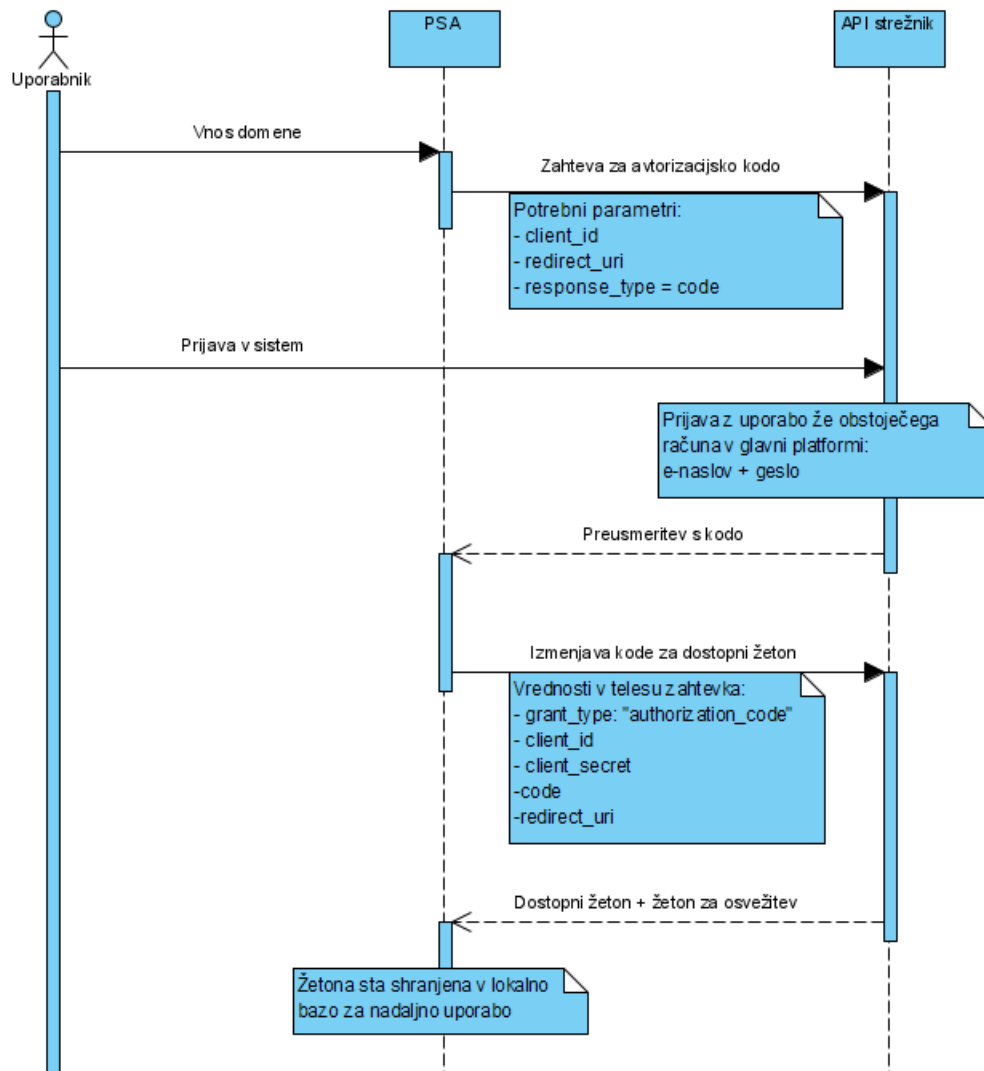 PSA
API strežnik
Uporabnik
Vnos domene
Zahteva za avtorizacijsko kodo
Potrebni parametri:
- client_id
- redirect_uri
- response_type = code
Prijava v sistem
Prijava z uporabo že obstoječega
računa v glavni platformi:
e-naslov + geslo
Preusmeritev s kodo
Izmenjava kode za dostopni žeton
Vrednosti v telesu zahtevka:
- grant_type: "authorization_code"
- client_id
- client_secret
-code
-redirect_uri
Dostopni žeton + žeton za osvežitev
Žetona sta shranjena v lokalno
bazo za nadaljno uporabo